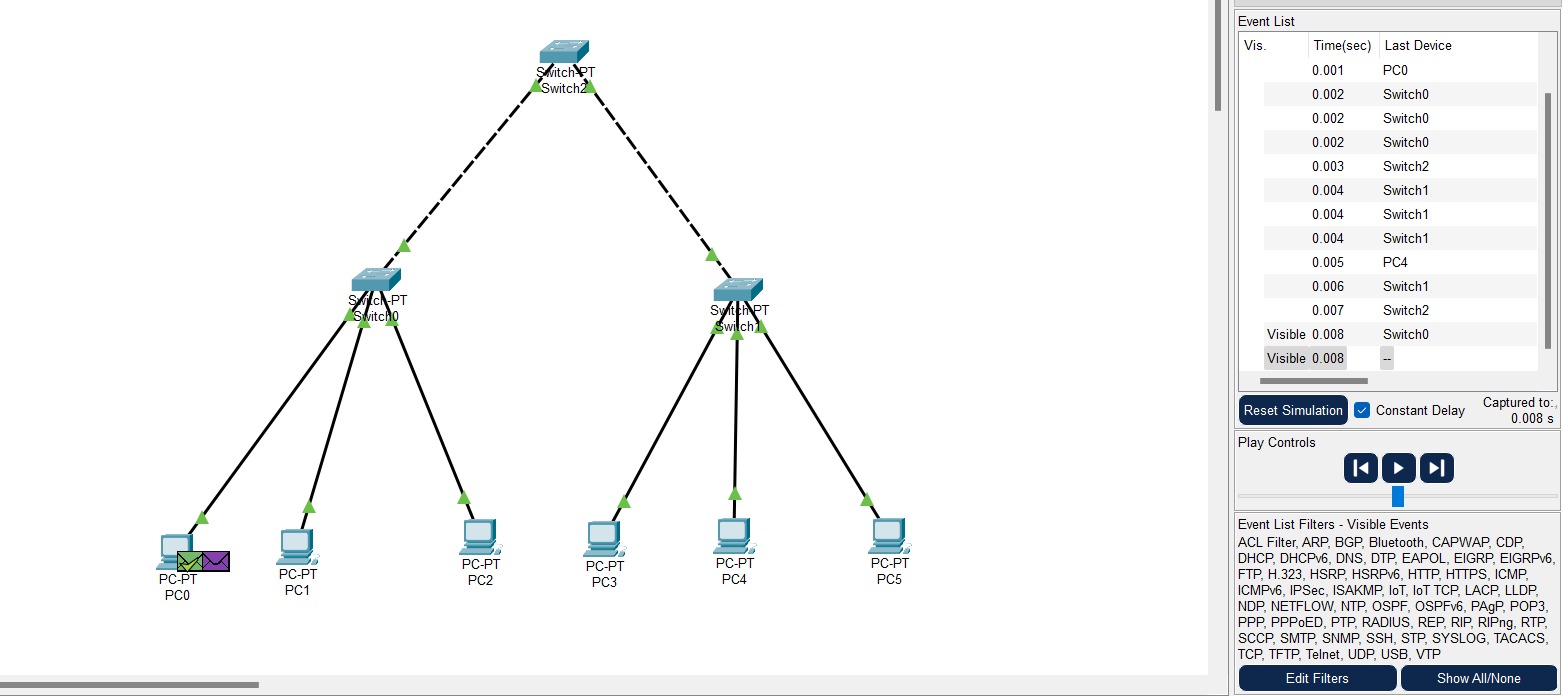 Switch-PT
Switch2
Switch-PT
Switch0
Switch-PT
Switch1
PC-PT
PC0
PC-PT
PC1
PC-PT
PC2
PC-PT
PC3
PC-PT
PC4
PC-PT
PC5
Event List
Vis. Time(sec) Last Device
0.001 PC0
0.002 Switch0
0.002 Switch0
0.002 Switch0
0.003 Switch2
0.004 Switch1
0.004 Switch1
0.004 Switch1
0.005 PC4
0.006 Switch1
0.007 Switch2
Visible 0.008 Switch0
Visible 0.008 --
Reset Simulation Constant Delay Captured to:
0.008 s
Play Controls
Event List Filters - Visible Events
ACL Filter, ARP, BGP, Bluetooth, CAPWAP, CDP,
DHCP, DHCPv6, DNS, DTP, EAPOL, EIGRP, EIGRPv6,
FTP, H.323, HSRP, HSRPv6, HTTP, HTTPS, ICMP,
ICMPv6, IPSec, ISAKMP, IoT, IoT TCP, LACP, LLDP,
NDP, NETFLOW, NTP, OSPF, OSPFv6, PAgP, POP3,
PPP, PPPoED, PTP, RADIUS, REP, RIP, RIPng, RTP,
SCCP, SMTP, SNMP, SSH, STP, SYSLOG, TACACS,
TCP, TFTP, Telnet, UDP, USB, VTP
Edit Filters Show All/None